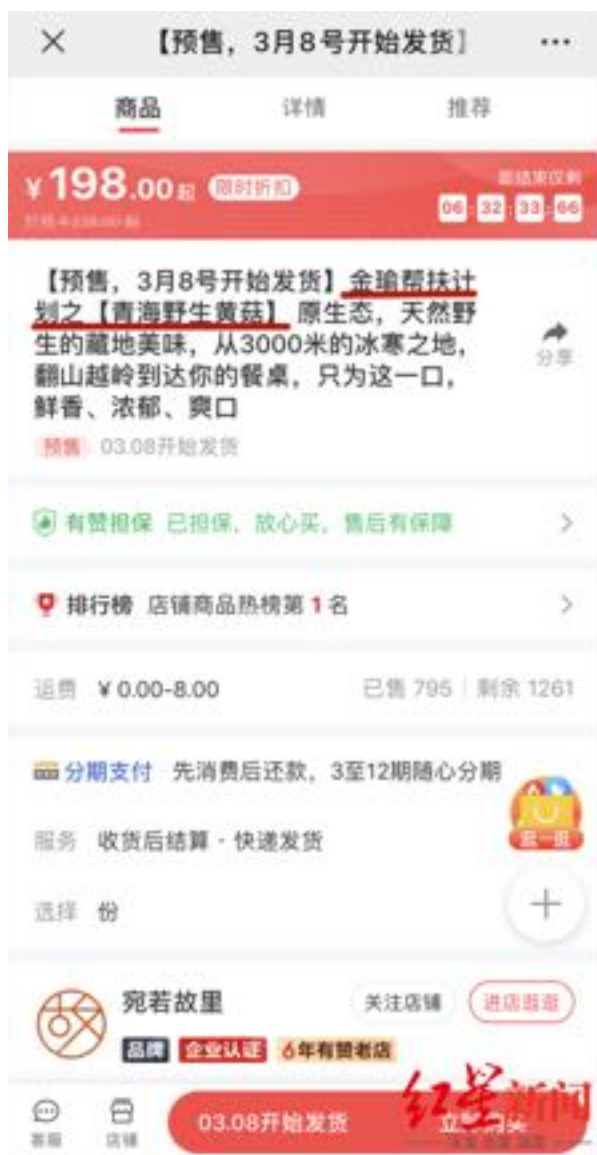 【预售，3月8号开始发货】
商品 详情 推荐
¥198.00起 限时折扣
距结束仅剩
06:32:33:66
【预售，3月8号开始发货】金瑜帮扶计
划之【青海野生黄菇】原生态，天然野
生的藏地美味，从3000米的冰寒之地，
翻山越岭到达你的餐桌，只为这一口，
鲜香、浓郁、爽口
分享
预售 03.08开始发货
有赞担保 已担保，放心买，售后有保障
排行榜 店铺商品热榜第1名
运费 ¥0.00-8.00 已售 795 剩余 1261
分期支付 先消费后还款，3至12期随心分期
逛一逛
服务 收货后结算·快递发货
选择 份
宛若故里 关注店铺 进店逛逛
品牌 企业认证 6年有赞老店
客服 店铺 03.08开始发货 立即购买
红星新闻